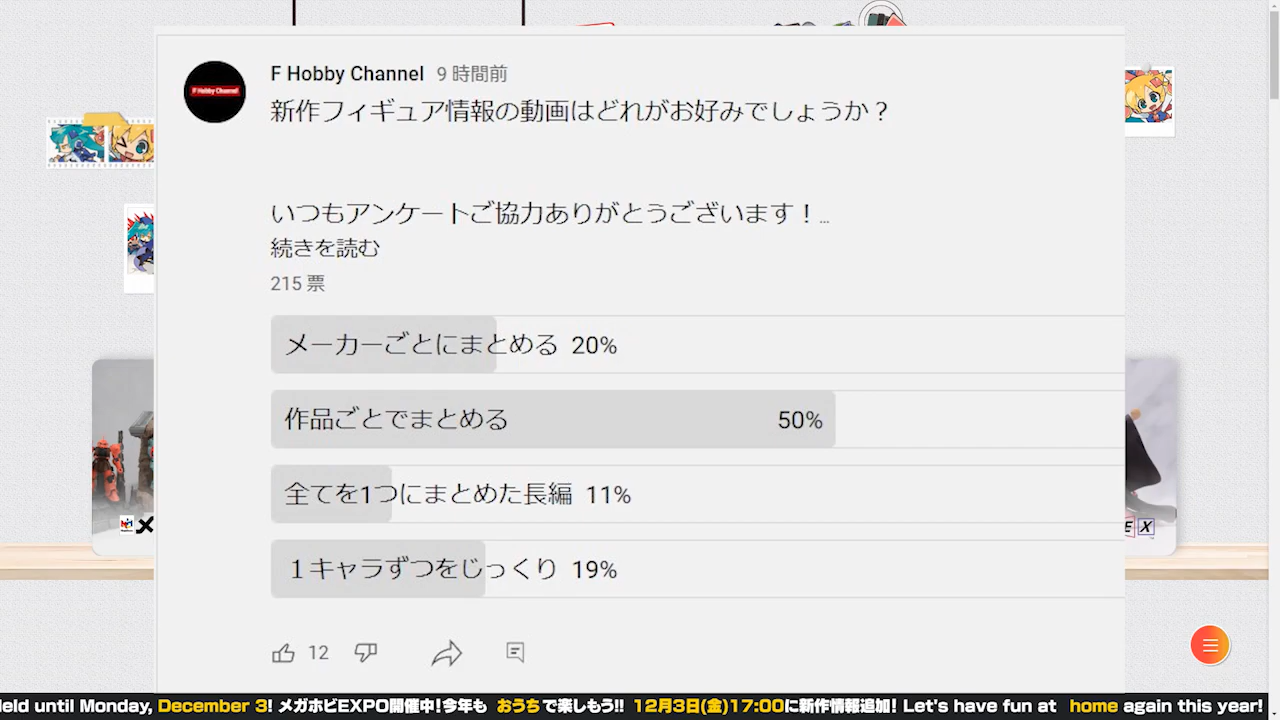 F Hobby Channel 9 時間前
F Hobby Channel
新作フィギュア情報の動画はどれがお好みでしょうか？
いつもアンケートご協力ありがとうございます！...
続きを読む
215 票
メーカーごとにまとめる 20%
作品ごとでまとめる 50%
全てを1つにまとめた長編 11%
１キャラずつをじっくり 19%
12
EX
eld until Monday, December 3! メガホビEXPO開催中!今年も おうちで楽しもう!! 12月3日(金)17:00に新作情報追加! Let's have fun at home again this year!